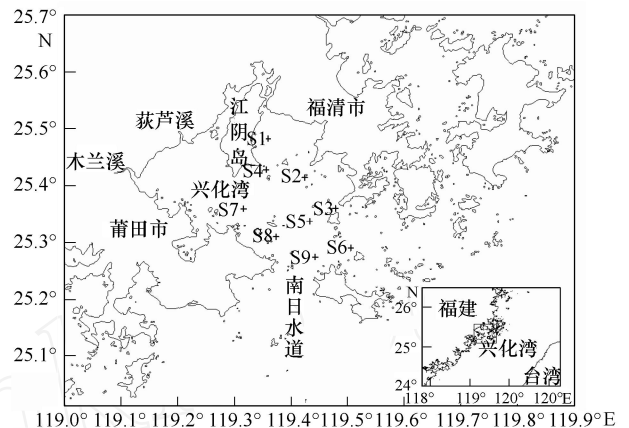 25.7°
N
25.6°
25.5°
25.4°
25.3°
25.2°
25.1°
荻芦溪
江阴岛
福清市
木兰溪
兴化湾
莆田市
S1
S4
S2
S7
S3
S5
S8
S6
S9
南日水道
N
26°
25°
24°
福建
兴化湾
台湾
118°
119°
120°
120°E
119.0°
119.1°
119.2°
119.3°
119.4°
119.5°
119.6°
119.7°
119.8°
119.9°E